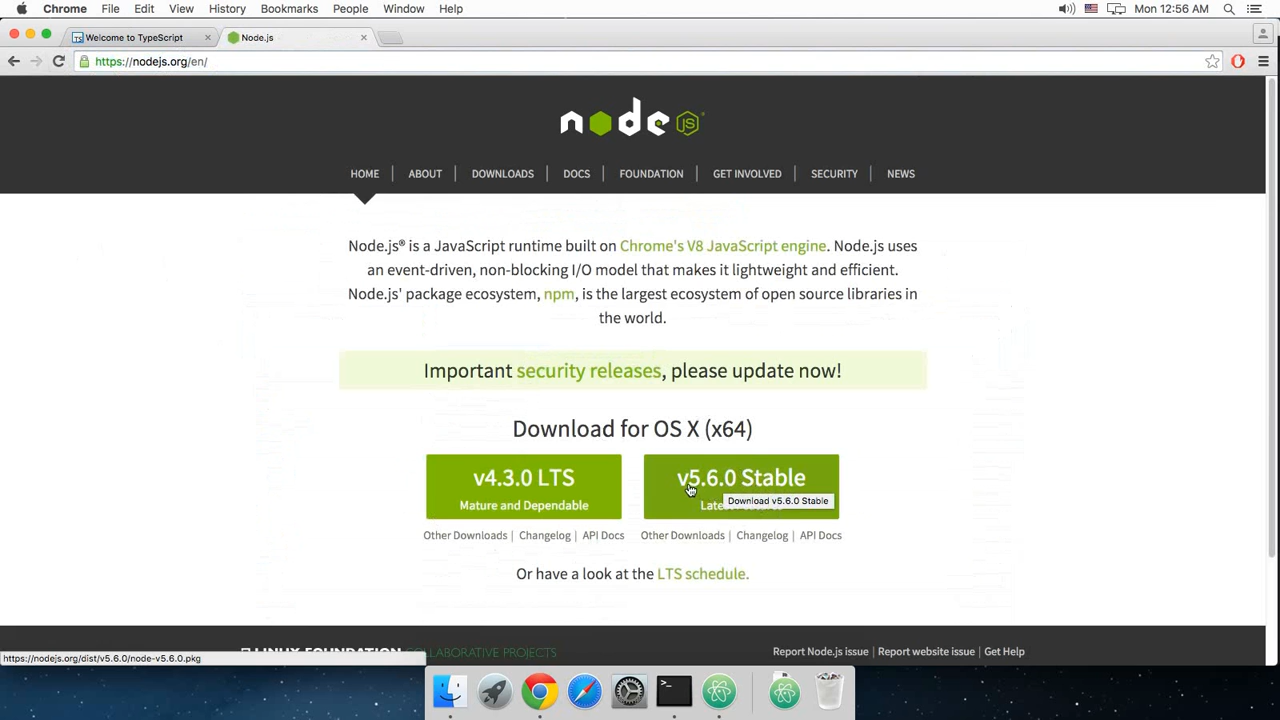 Chrome File Edit View History Bookmarks People Window Help Mon 12:56 AM
Welcome to TypeScript Node.js
https://nodejs.org/en/
node JS
HOME ABOUT DOWNLOADS DOCS FOUNDATION GET INVOLVED SECURITY NEWS
Node.js® is a JavaScript runtime built on Chrome's V8 JavaScript engine. Node.js uses
an event-driven, non-blocking I/O model that makes it lightweight and efficient.
Node.js' package ecosystem, npm, is the largest ecosystem of open source libraries in
the world.
Important security releases, please update now!
Download for OS X (x64)
v4.3.0 LTS
Mature and Dependable
v5.6.0 Stable
Download v5.6.0 Stable
Other Downloads | Changelog | API Docs
Other Downloads | Changelog | API Docs
Or have a look at the LTS schedule.
LINUX FOUNDATION COLLABORATIVE PROJECTS
Report Node.js issue | Report website issue | Get Help
https://nodejs.org/dist/v5.6.0/node-v5.6.0.pkg